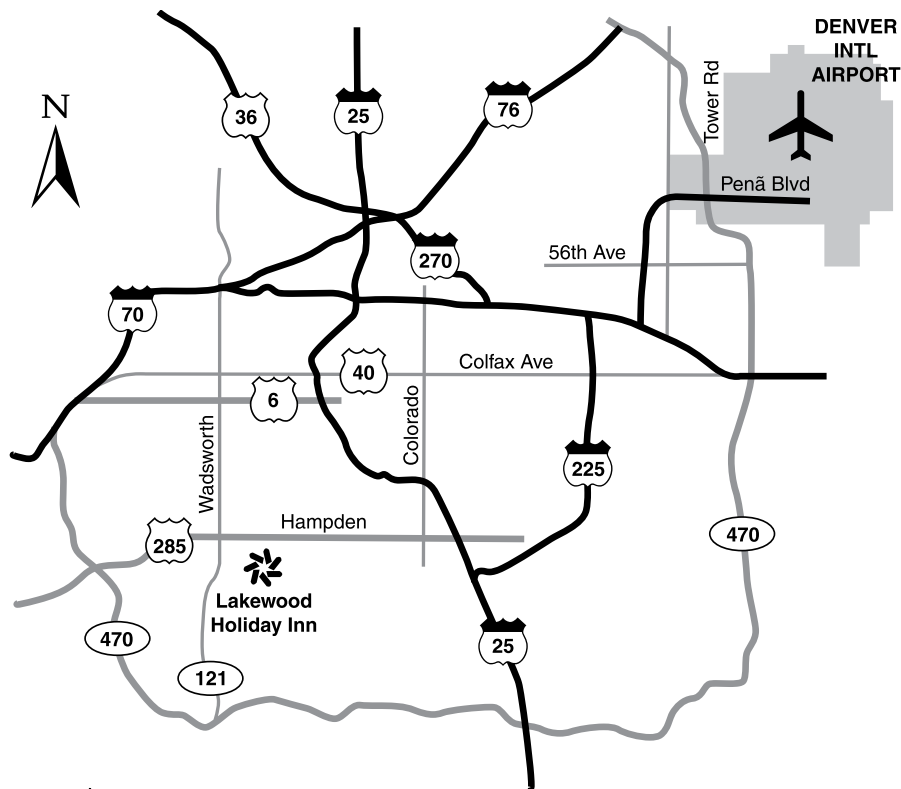 DENVER
INTL
AIRPORT
N
36
25
76
Tower Rd
Penã Blvd
270
56th Ave
70
40
Colfax Ave
6
Wadsworth
Colorado
225
Hampden
285
470
Lakewood
Holiday Inn
470
25
121